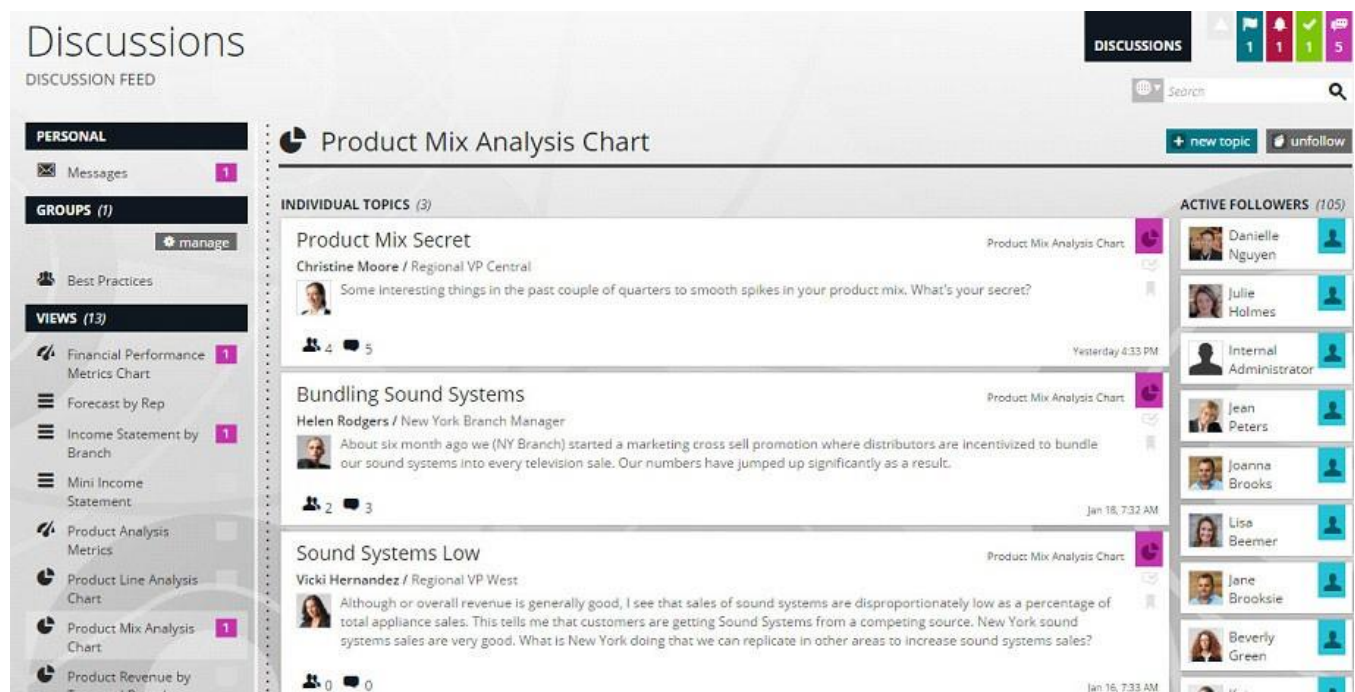 Discussions
DISCUSSION FEED
DISCUSSIONS
1
1
1
5
Search
PERSONAL
Messages
1
GROUPS (1)
manage
Best Practices
VIEWS (13)
Financial Performance
Metrics Chart
1
Forecast by Rep
Income Statement by
Branch
1
Mini Income
Statement
Product Analysis
Metrics
Product Line Analysis
Chart
Product Mix Analysis
Chart
1
Product Revenue by
Product Mix Analysis Chart
+ new topic
unfollow
INDIVIDUAL TOPICS (3)
Product Mix Secret
Product Mix Analysis Chart
Christine Moore / Regional VP Central
Some interesting things in the past couple of quarters to smooth spikes in your product mix. What's your secret?
4 5
Yesterday 4:33 PM
Bundling Sound Systems
Product Mix Analysis Chart
Helen Rodgers / New York Branch Manager
About six month ago we (NY Branch) started a marketing cross sell promotion where distributors are incentivized to bundle
our sound systems into every television sale. Our numbers have jumped up significantly as a result.
2 3
Jan 18, 7:32 AM
Sound Systems Low
Product Mix Analysis Chart
Vicki Hernandez / Regional VP West
Although or overall revenue is generally good, I see that sales of sound systems are disproportionately low as a percentage of
total appliance sales. This tells me that customers are getting Sound Systems from a competing source. New York sound
systems sales are very good. What is New York doing that we can replicate in other areas to increase sound systems sales?
0 0
Jan 16, 7:33 AM
ACTIVE FOLLOWERS (105)
Danielle
Nguyen
Julie
Holmes
Internal
Administrator
Jean
Peters
Joanna
Brooks
Lisa
Beemer
Jane
Brooksie
Beverly
Green